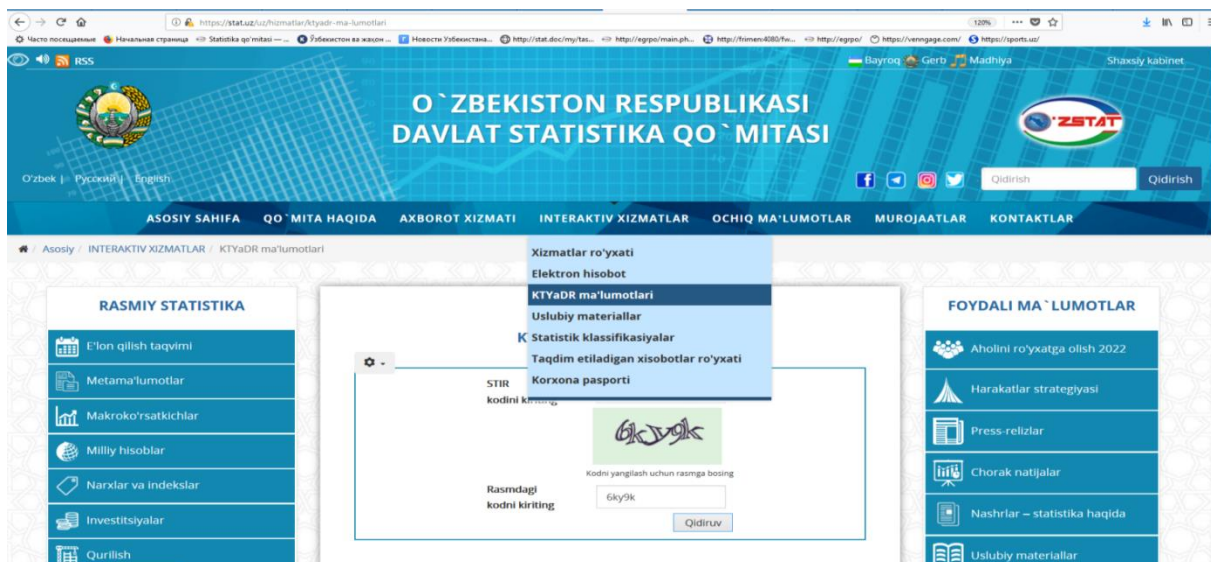 https://stat.uz/uz/hizmatlar/ktyadr-ma-lumotlari
120%
Часто посещаемые Начальная страница Statistika qo'mitasi — ... Ўзбекистон ва жаҳон... Новости Узбекистана... http://stat.doc/my/tas... http://egrpo/main.ph... http://frimen:4080/fw... http://egrpo/ https://venngage.com/ https://sports.uz/
RSS
Bayroq Gerb Madhiya Shaxsiy kabinet
O`ZBEKISTON RESPUBLIKASI
DAVLAT STATISTIKA QO`MITASI
O'ZSTAT
O'zbek | Русский | English
Qidirish Qidirish
ASOSIY SAHIFA QO`MITA HAQIDA AXBOROT XIZMATI INTERAKTIV XIZMATLAR OCHIQ MA'LUMOTLAR MUROJAATLAR KONTAKTLAR
/ Asosiy / INTERAKTIV XIZMATLAR / KTYaDR ma'lumotlari
Xizmatlar ro'yxati
Elektron hisobot
KTYaDR ma'lumotlari
Uslubiy materiallar
Statistik klassifikasiyalar
Taqdim etiladigan xisobotlar ro'yxati
Korxona pasporti
RASMIY STATISTIKA
E'lon qilish taqvimi
Metama'lumotlar
Makroko'rsatkichlar
Milliy hisoblar
Narxlar va indekslar
Investitsiyalar
Qurilish
K
STIR
kodini kiriting
6ky9k
Kodni yangilash uchun rasmga bosing
Rasmdagi
kodni kiriting
6ky9k
Qidiruv
FOYDALI MA`LUMOTLAR
Aholini ro'yxatga olish 2022
Harakatlar strategiyasi
Press-relizlar
Chorak natijalar
Nashrlar – statistika haqida
Uslubiy materiallar